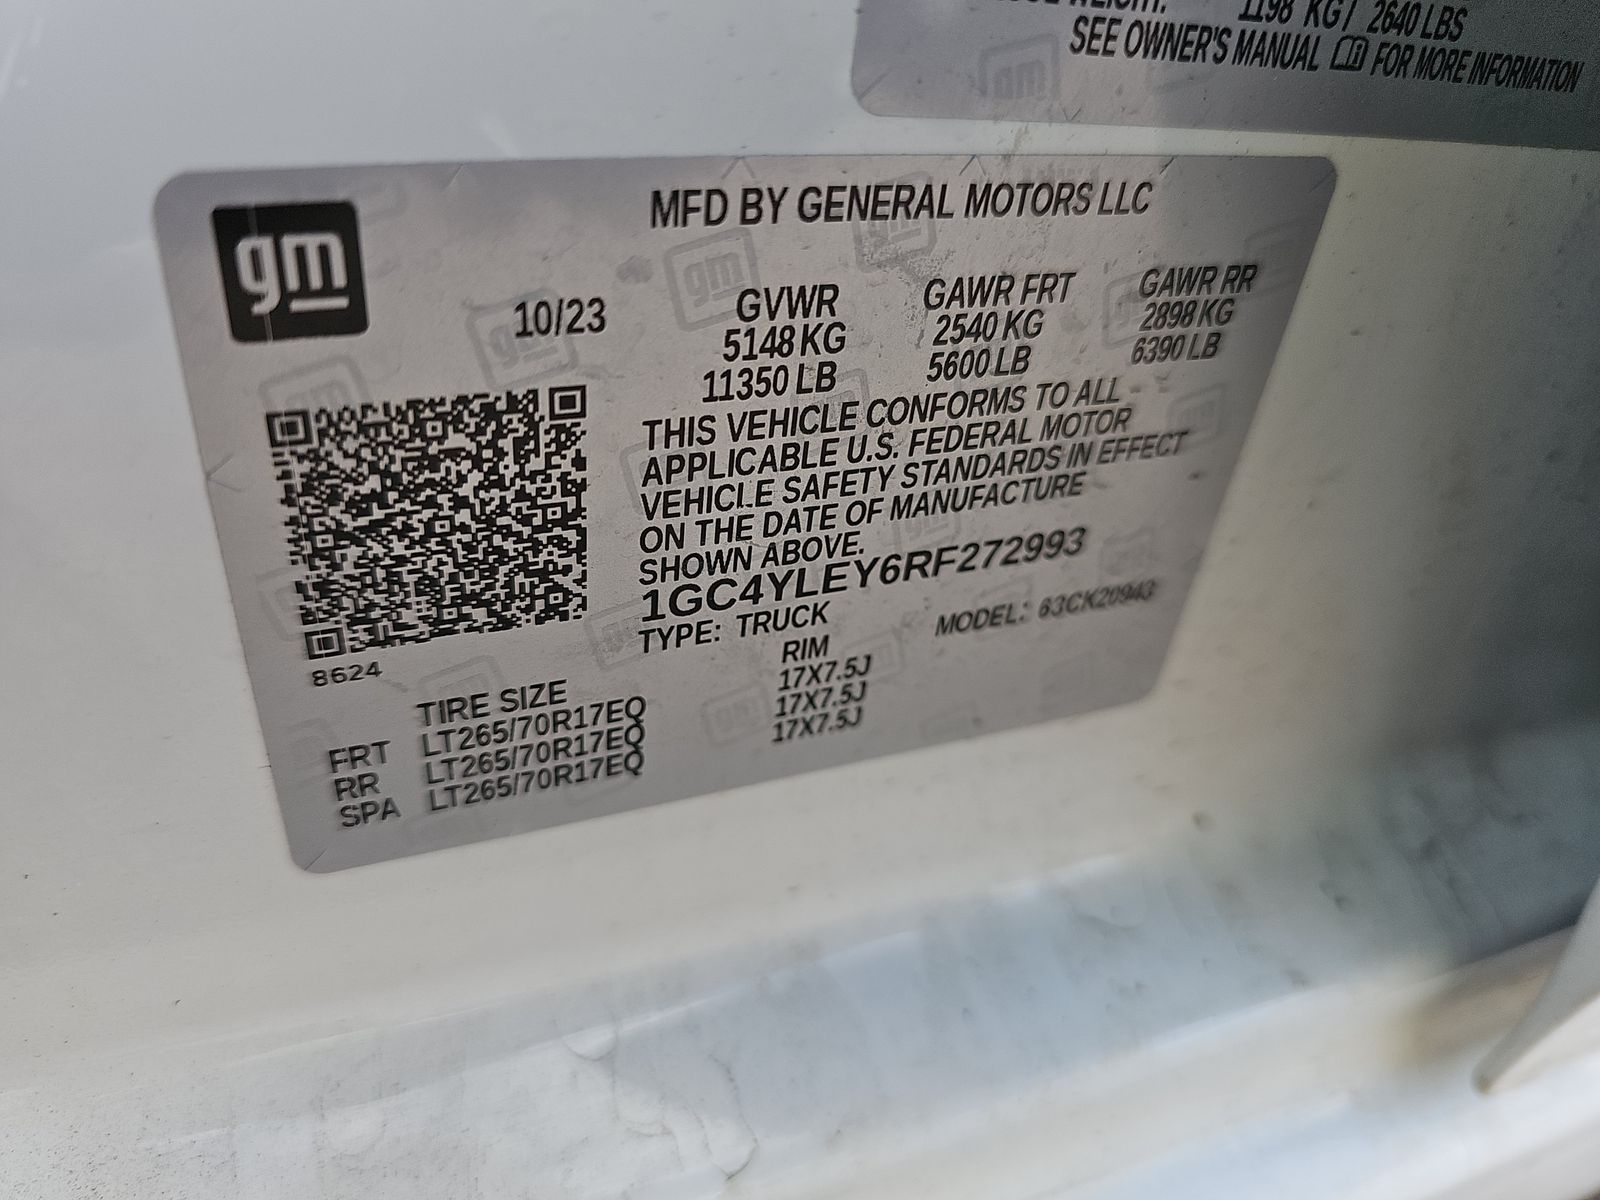 1198 KG / 2640 LBS
SEE OWNER'S MANUAL FOR MORE INFORMATION
gm
MFD BY GENERAL MOTORS LLC
10/23
GVWR GAWR FRT GAWR RR
5148 KG 2540 KG 2898 KG
11350 LB 5600 LB 6390 LB
THIS VEHICLE CONFORMS TO ALL
APPLICABLE U.S. FEDERAL MOTOR
VEHICLE SAFETY STANDARDS IN EFFECT
ON THE DATE OF MANUFACTURE
SHOWN ABOVE.
1GC4YLEY6RF272993
TYPE: TRUCK MODEL: 63CK20943
8624
TIRE SIZE RIM
FRT LT265/70R17EQ 17X7.5J
RR LT265/70R17EQ 17X7.5J
SPA LT265/70R17EQ 17X7.5J